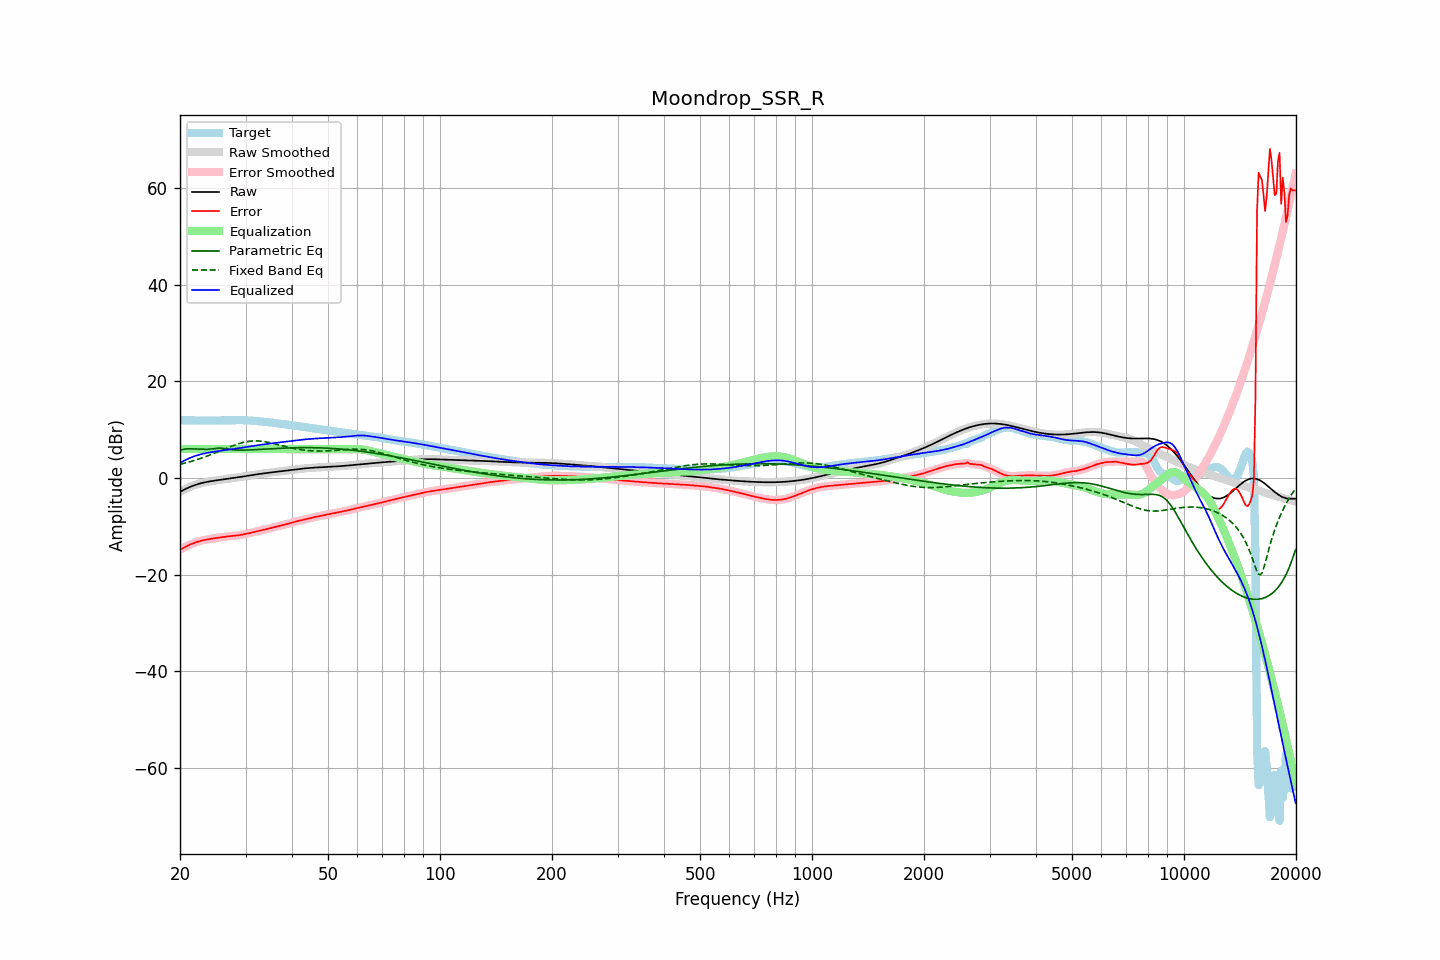 Moondrop_SSR_R
Target
Raw Smoothed
Error Smoothed
Raw
Error
Equalization
Parametric Eq
Fixed Band Eq
Equalized
60
40
20
0
−20
−40
−60
Amplitude (dBr)
20 50 100 200 500 1000 2000 5000 10000 20000
Frequency (Hz)